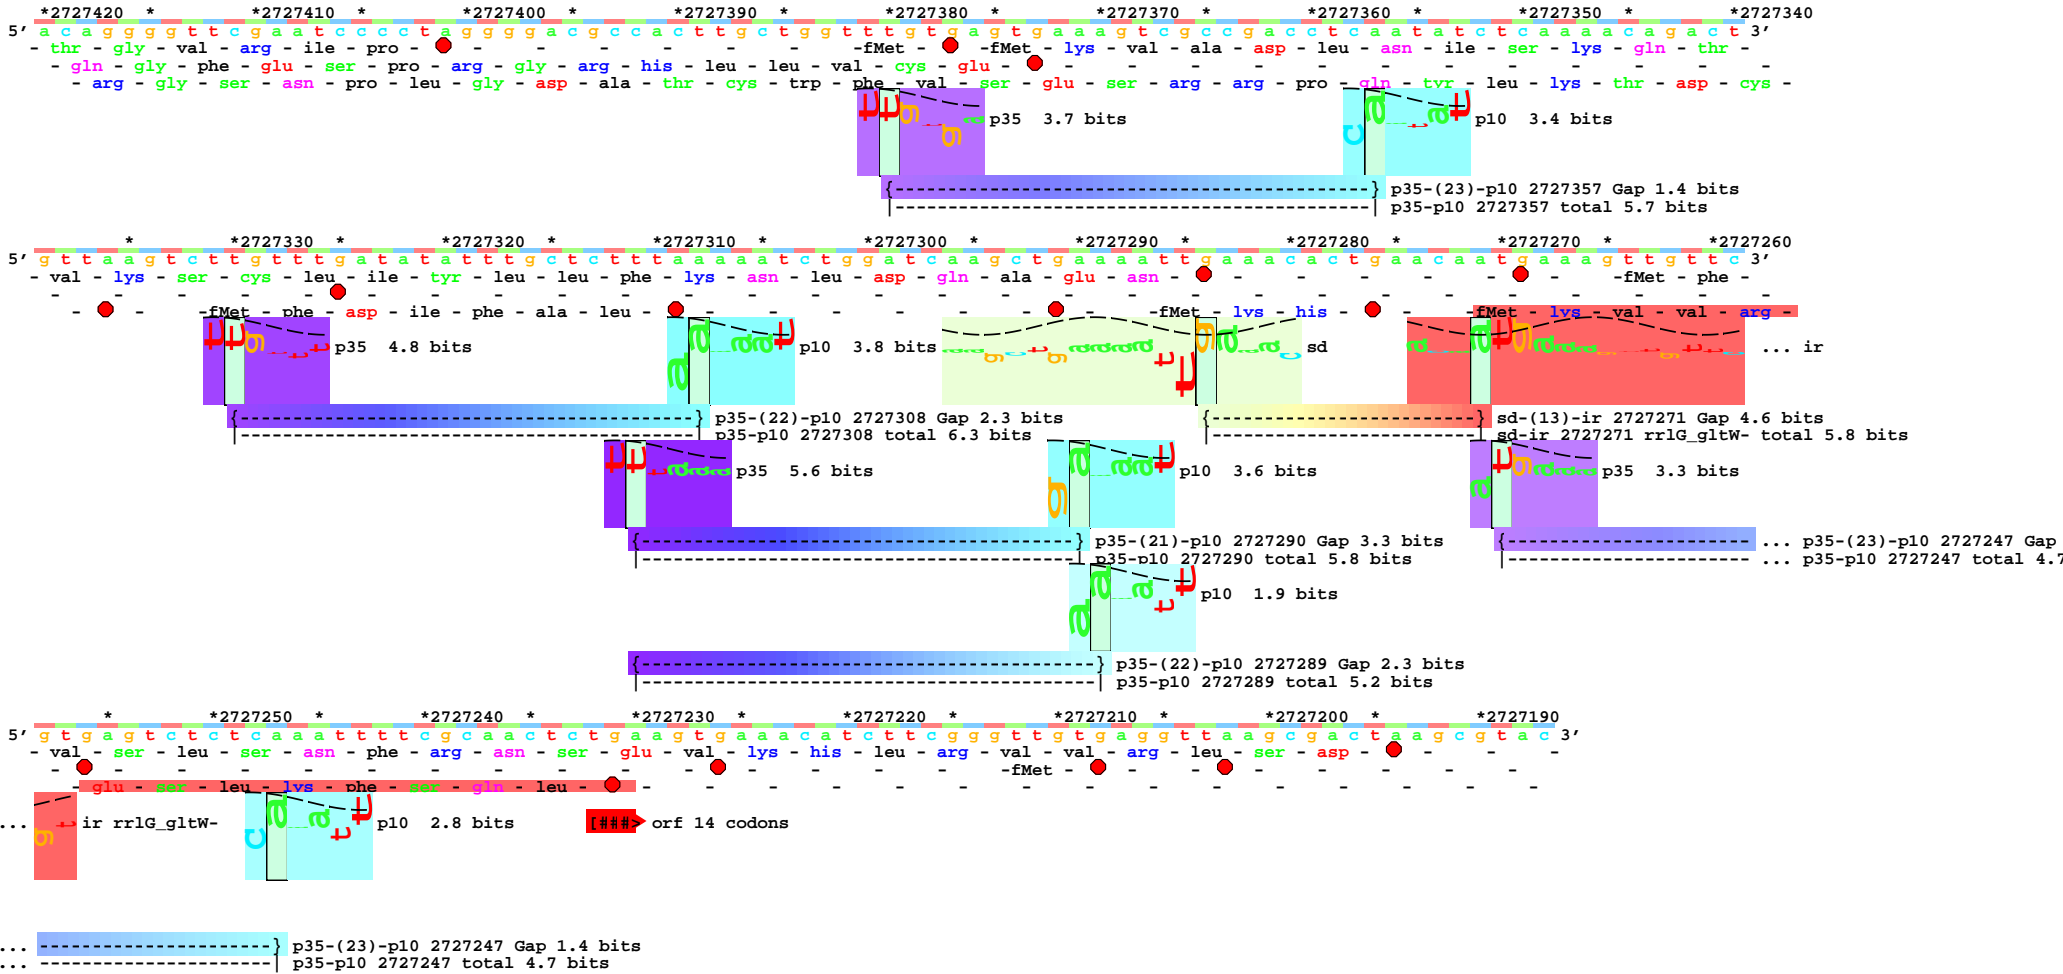 *2727420 * *2727410 * *2727400 * *2727390 * *2727380 * *2727370 * *2727360 * *2727350 * *2727340
5' a c a g g g g t t c g a a t c c c c t a g g g g a c g c c a c t t g c t g g t t t g t g a g t g a a a g t c g c c g a c c t c a a t a t c t c a a a a c a g a c t 3'
- thr - gly - val - arg - ile - pro - - - - - - - -fMet - -fMet - lys - val - ala - asp - leu - asn - ile - ser - lys - gln - thr -
- gln - gly - phe - glu - ser - pro - arg - gly - arg - his - leu - leu - val - cys - glu - - - - - - - - - - - -
- arg - gly - ser - asn - pro - leu - gly - asp - ala - thr - cys - trp - phe - val - ser - glu - ser - arg - arg - pro - gln - tyr - leu - lys - thr - asp - cys -
p35 3.7 bits
p10 3.4 bits
{-----------------------} p35-(23)-p10 2727357 Gap 1.4 bits
|-----------------------| p35-p10 2727357 total 5.7 bits
* *2727330 * *2727320 * *2727310 * *2727300 * *2727290 * *2727280 * *2727270 * *2727260
5' g t t a a g t c t t g t t t g a t a t a t t t g c t c t t t a a a a a t c t g g a t c a a g c t g a a a a t t g a a a c a c t g a a c a a t g a a a g t t g t t c 3'
- val - lys - ser - cys - leu - ile - tyr - leu - leu - phe - lys - asn - leu - asp - gln - ala - glu - asn - - - - - - -fMet - phe -
- - - - - - - - - - - - - - - - - - - - - - - - -
- - -fMet - phe - asp - ile - phe - ala - leu - - - - - - - -fMet - lys - his - - -fMet - lys - val - val - arg -
p35 4.8 bits
p10 3.8 bits
sd
... ir
{----------------------} p35-(22)-p10 2727308 Gap 2.3 bits
|----------------------| p35-p10 2727308 total 6.3 bits
{-------------} sd-(13)-ir 2727271 Gap 4.6 bits
|-------------| sd-ir 2727271 rrlG_gltW- total 5.8 bits
p35 5.6 bits
p10 3.6 bits
p35 3.3 bits
{---------------------} p35-(21)-p10 2727290 Gap 3.3 bits
|---------------------| p35-p10 2727290 total 5.8 bits
{------------ ... p35-(23)-p10 2727247 Gap
|------------ ... p35-p10 2727247 total 4.7
p10 1.9 bits
{----------------------} p35-(22)-p10 2727289 Gap 2.3 bits
|----------------------| p35-p10 2727289 total 5.2 bits
* *2727250 * *2727240 * *2727230 * *2727220 * *2727210 * *2727200 * *2727190
5' g t g a g t c t c t c a a a t t t t c g c a a c t c t g a a g t g a a a c a t c t t c g g g t t g t g a g g t t a a g c g a c t a a g c g t a c 3'
- val - ser - leu - ser - asn - phe - arg - asn - ser - glu - val - lys - his - leu - arg - val - val - arg - leu - ser - asp - - -
- - - - - - - - - - - - - - -fMet - - - - - - -
- glu - ser - leu - lys - phe - ser - gln - leu - - - - - - - - - - - - - - -
... ir rrlG_gltW-
p10 2.8 bits
[###> orf 14 codons
... -----------} p35-(23)-p10 2727247 Gap 1.4 bits
... -----------| p35-p10 2727247 total 4.7 bits